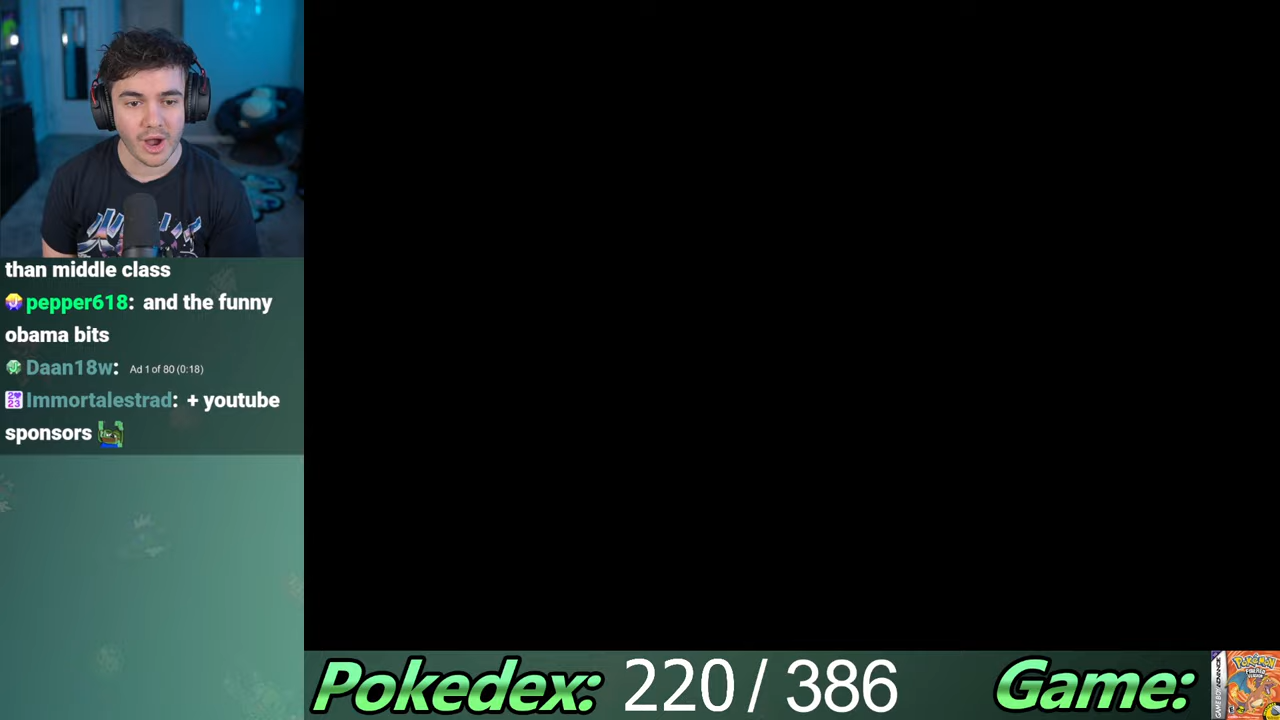 than middle class
pepper618: and the funny
obama bits
Daan18w: Ad 1 of 80 (0:18)
Immortalestrad: + youtube
sponsors
Pokedex: 220 / 386 Game:
POKÉMON